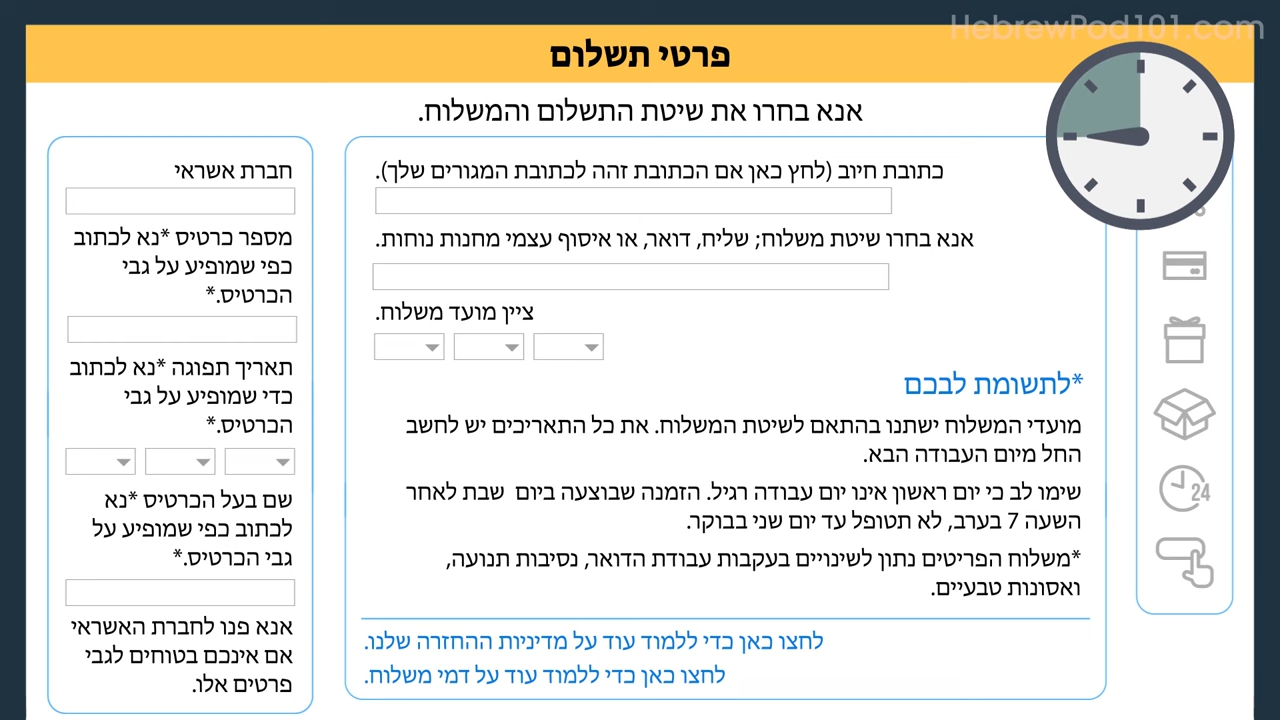 HebrewPod101.com
פרטי תשלום
אנא בחרו את שיטת התשלום והמשלוח.
כתובת חיוב (לחץ כאן אם הכתובת זהה לכתובת המגורים שלך).
אנא בחרו שיטת משלוח; שליח, דואר, או איסוף עצמי מחנות נוחות.
ציין מועד משלוח.
*לתשומת לבכם
מועדי המשלוח ישתנו בהתאם לשיטת המשלוח. את כל התאריכים יש לחשב
החל מיום העבודה הבא.
שימו לב כי יום ראשון אינו יום עבודה רגיל. הזמנה שבוצעה ביום שבת לאחר
השעה 7 בערב, לא תטופל עד יום שני בבוקר.
*משלוח הפריטים נתון לשינויים בעקבות עבודת הדואר, נסיבות תנועה,
ואסונות טבעיים.
לחצו כאן כדי ללמוד עוד על מדיניות ההחזרה שלנו.
לחצו כאן כדי ללמוד עוד על דמי משלוח.
חברת אשראי
מספר כרטיס *נא לכתוב
כפי שמופיע על גבי
הכרטיס.*
תאריך תפוגה *נא לכתוב
כדי שמופיע על גבי
הכרטיס.*
שם בעל הכרטיס *נא
לכתוב כפי שמופיע על
גבי הכרטיס.*
אנא פנו לחברת האשראי
אם אינכם בטוחים לגבי
פרטים אלו.
24